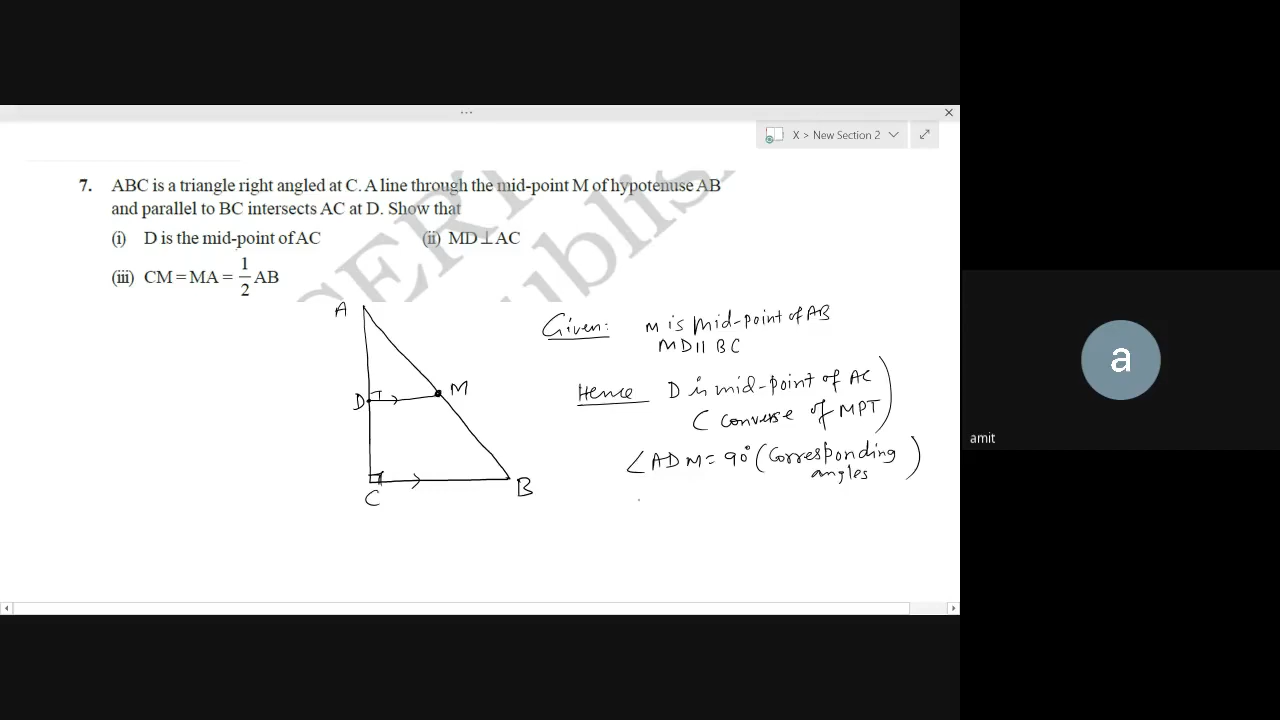 X > New Section 2
7. ABC is a triangle right angled at C. A line through the mid-point M of hypotenuse AB
and parallel to BC intersects AC at D. Show that
(i) D is the mid-point of AC (ii) MD ⊥ AC
(iii) CM = MA = 1/2 AB
A
M
D
C
B
Given: M is mid-point of AB
MD || BC
Hence D is mid-point of AC
( converse of MPT )
∠ADM = 90° (corresponding
angles )
a
amit